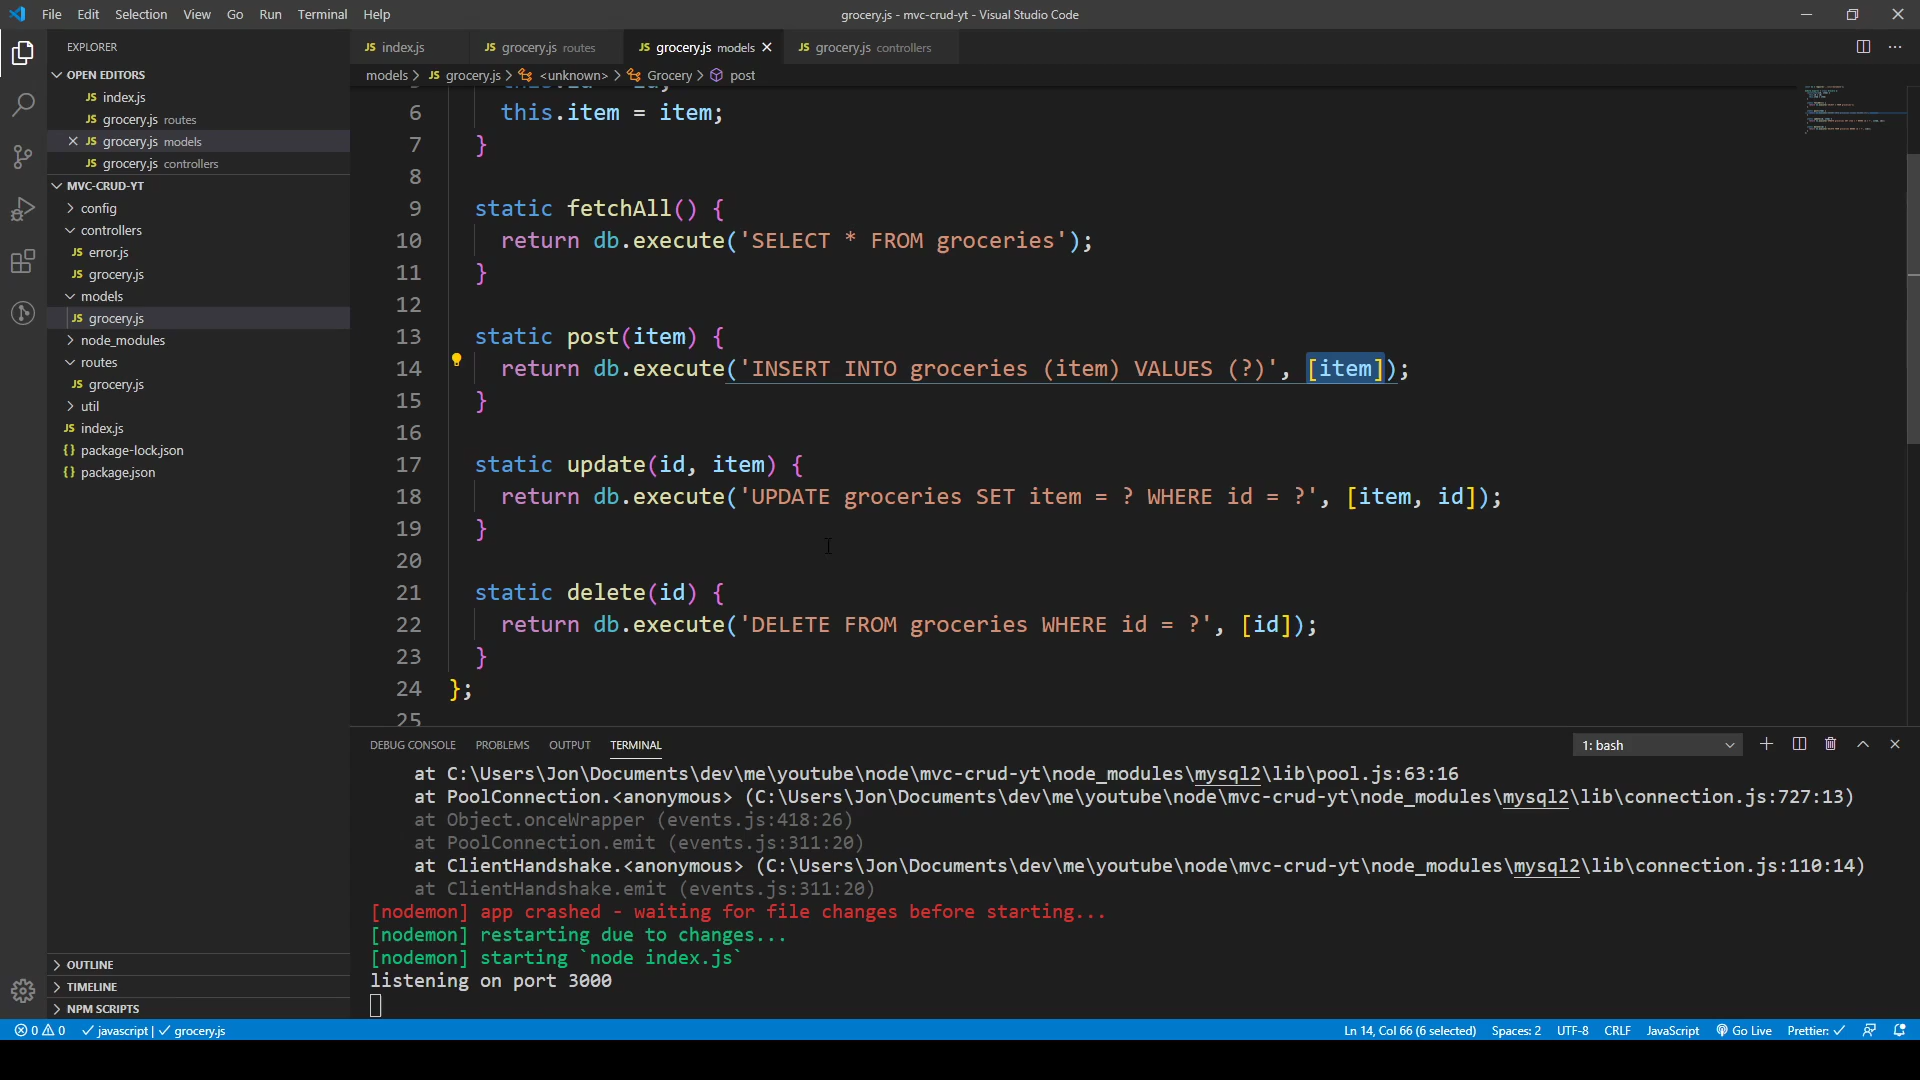 File Edit Selection View Go Run Terminal Help
grocery.js - mvc-crud-yt - Visual Studio Code
EXPLORER
OPEN EDITORS
JS index.js
JS grocery.js routes
JS grocery.js models
JS grocery.js controllers
MVC-CRUD-YT
config
controllers
JS error.js
JS grocery.js
models
JS grocery.js
node_modules
routes
JS grocery.js
util
JS index.js
{} package-lock.json
{} package.json
OUTLINE
TIMELINE
NPM SCRIPTS
JS index.js JS grocery.js routes JS grocery.js models JS grocery.js controllers
models > JS grocery.js > <unknown> > Grocery > post
6 this.item = item;
7 }
8
9 static fetchAll() {
10 return db.execute('SELECT * FROM groceries');
11 }
12
13 static post(item) {
14 return db.execute('INSERT INTO groceries (item) VALUES (?)', [item]);
15 }
16
17 static update(id, item) {
18 return db.execute('UPDATE groceries SET item = ? WHERE id = ?', [item, id]);
19 }
20
21 static delete(id) {
22 return db.execute('DELETE FROM groceries WHERE id = ?', [id]);
23 }
24 };
25
DEBUG CONSOLE PROBLEMS OUTPUT TERMINAL
1: bash
at C:\Users\Jon\Documents\dev\me\youtube\node\mvc-crud-yt\node_modules\mysql2\lib\pool.js:63:16
at PoolConnection.<anonymous> (C:\Users\Jon\Documents\dev\me\youtube\node\mvc-crud-yt\node_modules\mysql2\lib\connection.js:727:13)
at Object.onceWrapper (events.js:418:26)
at PoolConnection.emit (events.js:311:20)
at ClientHandshake.<anonymous> (C:\Users\Jon\Documents\dev\me\youtube\node\mvc-crud-yt\node_modules\mysql2\lib\connection.js:110:14)
at ClientHandshake.emit (events.js:311:20)
[nodemon] app crashed - waiting for file changes before starting...
[nodemon] restarting due to changes...
[nodemon] starting `node index.js`
listening on port 3000
0 0 javascript | grocery.js
Ln 14, Col 66 (6 selected) Spaces: 2 UTF-8 CRLF JavaScript Go Live Prettier: